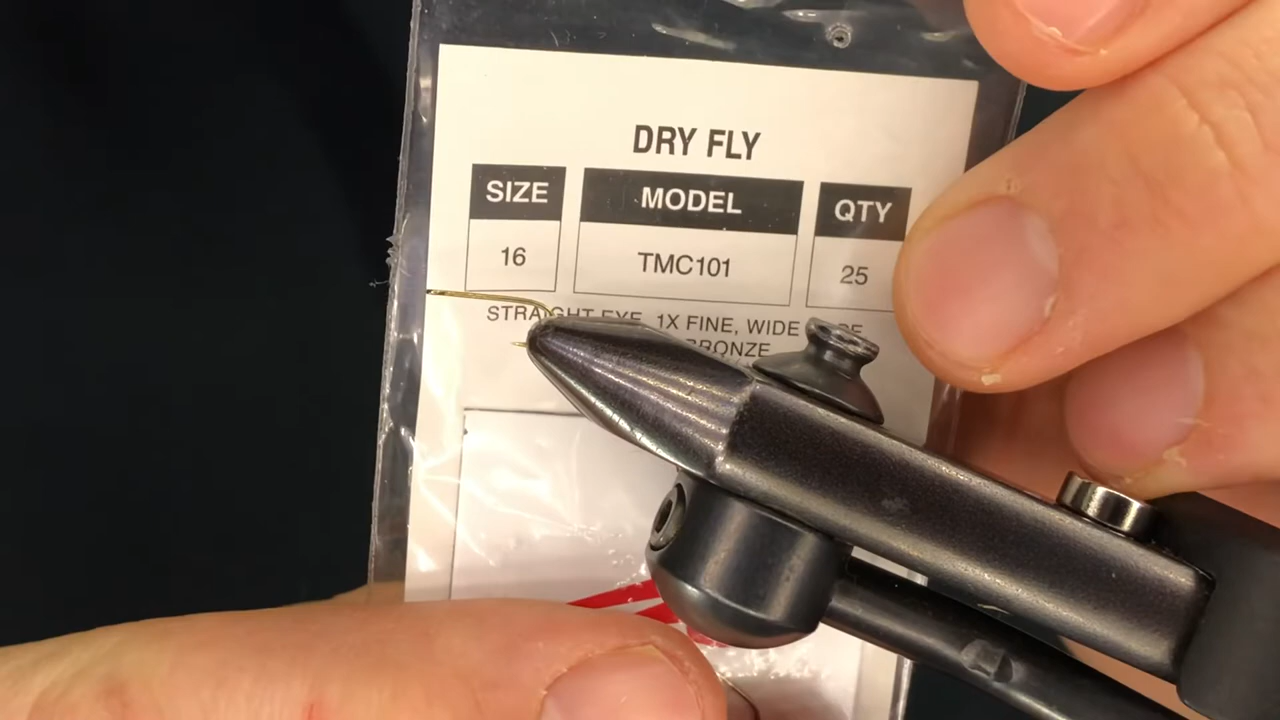 DRY FLY
SIZE MODEL QTY
16 TMC101 25
STRAIGHT EYE, 1X FINE, WIDE
BRONZE